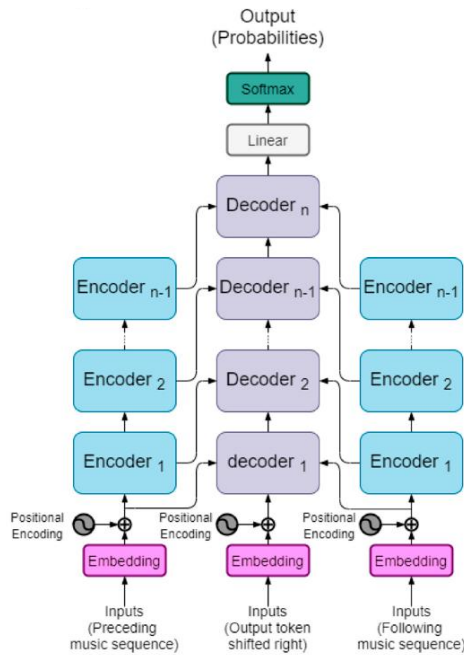 Output
(Probabilities)
Softmax
Linear
Decoder n
Encoder n-1
Decoder n-1
Encoder n-1
Encoder 2
Decoder 2
Encoder 2
Encoder 1
decoder 1
Encoder 1
Positional
Encoding
Positional
Encoding
Positional
Encoding
Embedding
Embedding
Embedding
Inputs
(Preceding
music sequence)
Inputs
(Output token
shifted right)
Inputs
(Following
music sequence)